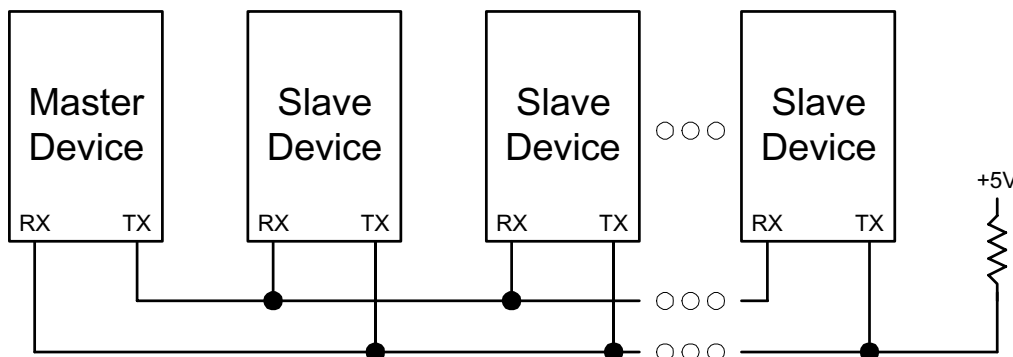 Master
Device
Slave
Device
Slave
Device
Slave
Device
+5V
RX TX
RX TX
RX TX
RX TX